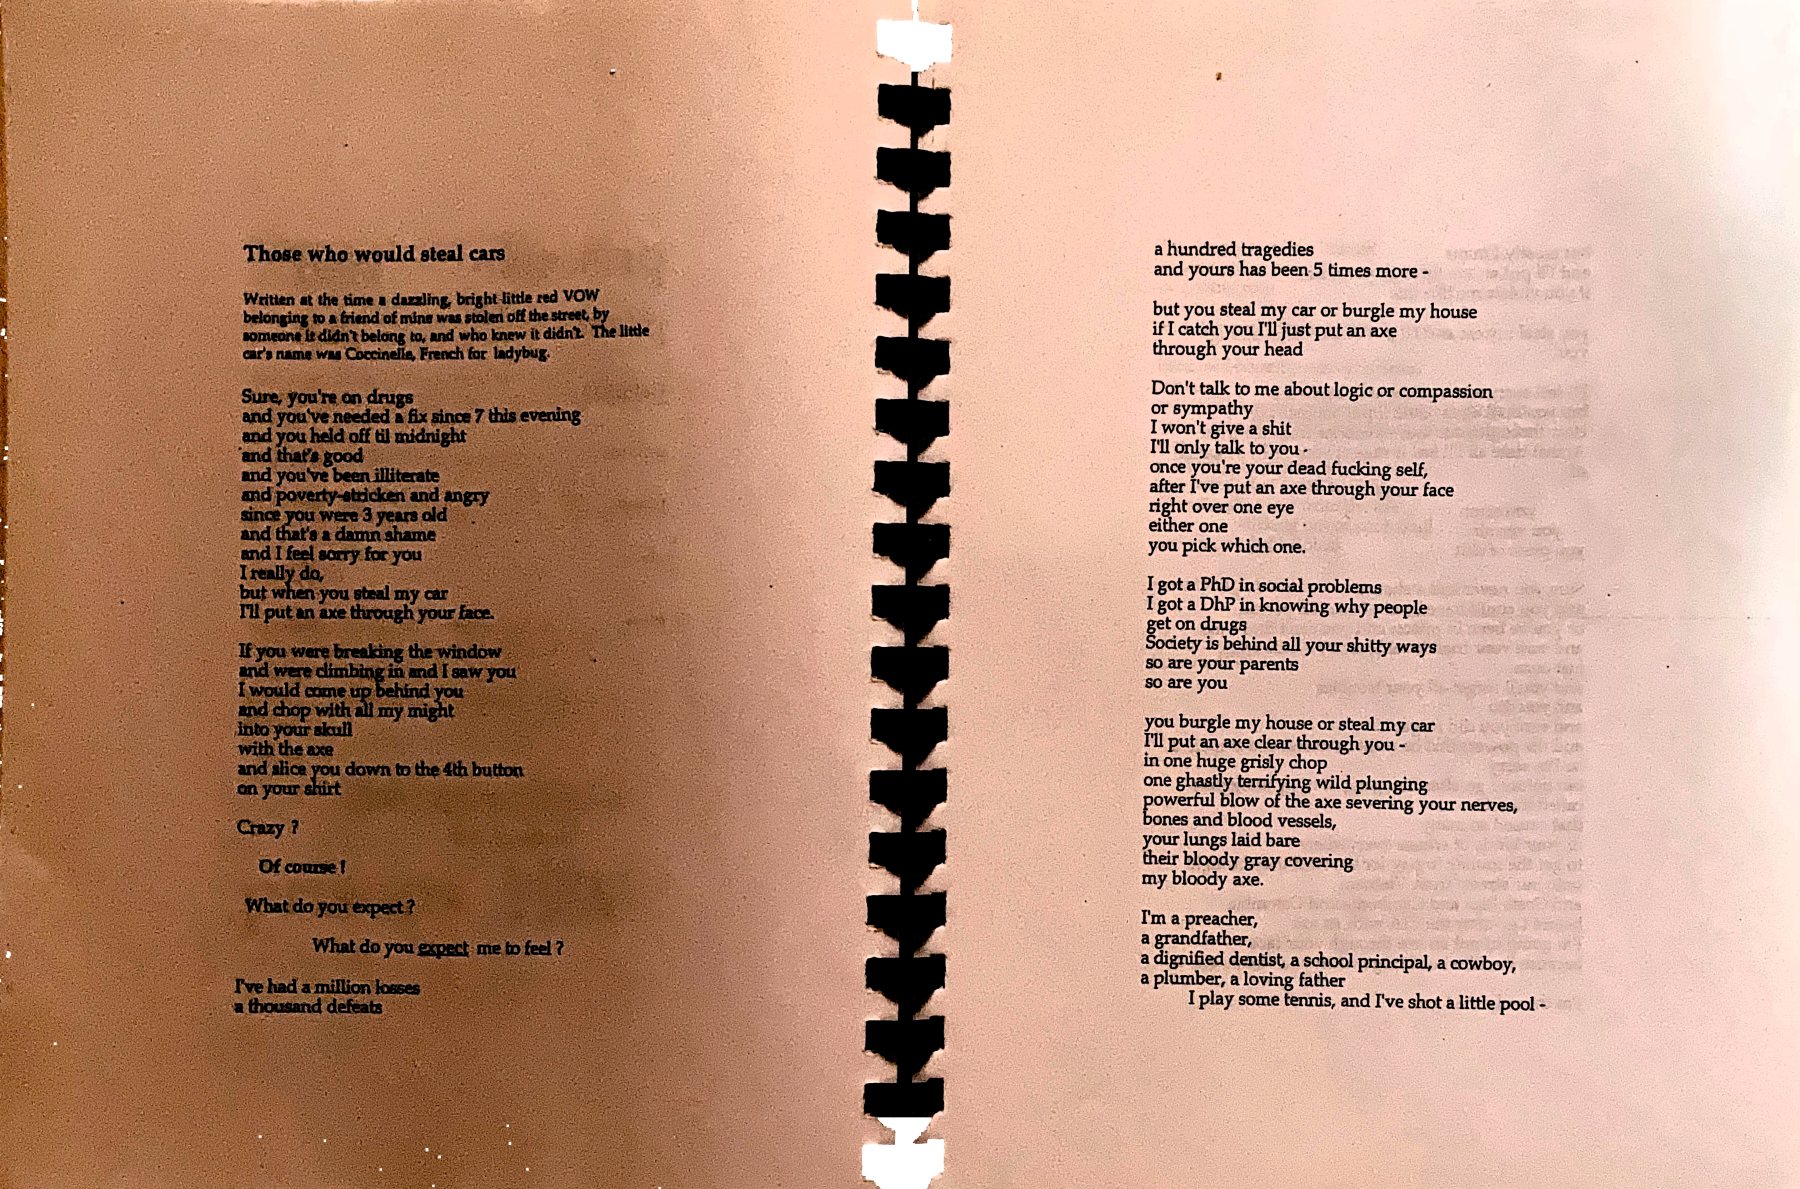 Those who would steal cars
Written at the time a dazzling, bright little red VOW
belonging to a friend of mine was stolen off the street, by
someone it didn't belong to, and who knew it didn't. The little
car's name was Coccinelle, French for ladybug.
Sure, you're on drugs
and you've needed a fix since 7 this evening
and you held off til midnight
and that's good
and you've been illiterate
and poverty-stricken and angry
since you were 3 years old
and that's a damn shame
and I feel sorry for you
I really do,
but when you steal my car
I'll put an axe through your face.
If you were breaking the window
and were climbing in and I saw you
I would come up behind you
and chop with all my might
into your skull
with the axe
and slice you down to the 4th button
on your shirt
Crazy ?
Of course !
What do you expect ?
What do you expect me to feel ?
I've had a million losses
a thousand defeats
a hundred tragedies
and yours has been 5 times more -
but you steal my car or burgle my house
if I catch you I'll just put an axe
through your head
Don't talk to me about logic or compassion
or sympathy
I won't give a shit
I'll only talk to you -
once you're your dead fucking self,
after I've put an axe through your face
right over one eye
either one
you pick which one.
I got a PhD in social problems
I got a DhP in knowing why people
get on drugs
Society is behind all your shitty ways
so are your parents
so are you
you burgle my house or steal my car
I'll put an axe clear through you -
in one huge grisly chop
one ghastly terrifying wild plunging
powerful blow of the axe severing your nerves,
bones and blood vessels,
your lungs laid bare
their bloody gray covering
my bloody axe.
I'm a preacher,
a grandfather,
a dignified dentist, a school principal, a cowboy,
a plumber, a loving father
I play some tennis, and I've shot a little pool -